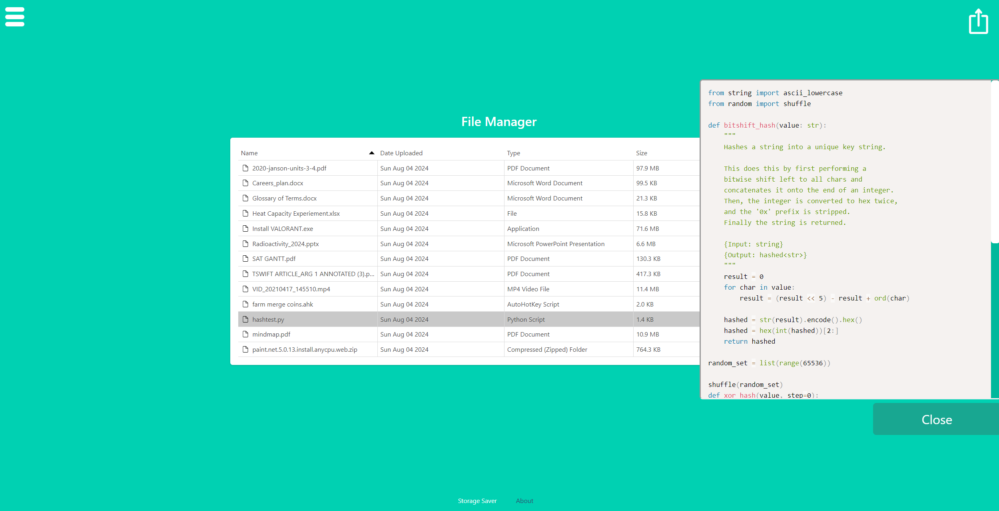 File Manager
Name Date Uploaded Type Size
2020-janson-units-3-4.pdf Sun Aug 04 2024 PDF Document 97.9 MB
Careers_plan.docx Sun Aug 04 2024 Microsoft Word Document 99.5 KB
Glossary of Terms.docx Sun Aug 04 2024 Microsoft Word Document 21.3 KB
Heat Capacity Experiement.xlsx Sun Aug 04 2024 File 15.8 KB
Install VALORANT.exe Sun Aug 04 2024 Application 71.6 MB
Radioactivity_2024.pptx Sun Aug 04 2024 Microsoft PowerPoint Presentation 6.6 MB
SAT GANTT.pdf Sun Aug 04 2024 PDF Document 130.3 KB
TSWIFT ARTICLE_ARG 1 ANNOTATED (3).p... Sun Aug 04 2024 PDF Document 417.3 KB
VID_20210417_145510.mp4 Sun Aug 04 2024 MP4 Video File 11.4 MB
farm merge coins.ahk Sun Aug 04 2024 AutoHotKey Script 2.0 KB
hashtest.py Sun Aug 04 2024 Python Script 1.4 KB
mindmap.pdf Sun Aug 04 2024 PDF Document 10.9 MB
paint.net.5.0.13.install.anycpu.web.zip Sun Aug 04 2024 Compressed (Zipped) Folder 764.3 KB
from string import ascii_lowercase
from random import shuffle
def bitshift_hash(value: str):
"""
Hashes a string into a unique key string.
This does this by first performing a
bitwise shift left to all chars and
concatenates it onto the end of an integer.
Then, the integer is converted to hex twice,
and the '0x' prefix is stripped.
Finally the string is returned.
{Input: string}
{Output: hashed<str>}
"""
result = 0
for char in value:
result = (result << 5) - result + ord(char)
hashed = str(result).encode().hex()
hashed = hex(int(hashed))[2:]
return hashed
random_set = list(range(65536))
shuffle(random_set)
def xor_hash(value, step=0):
Close
Storage Saver About